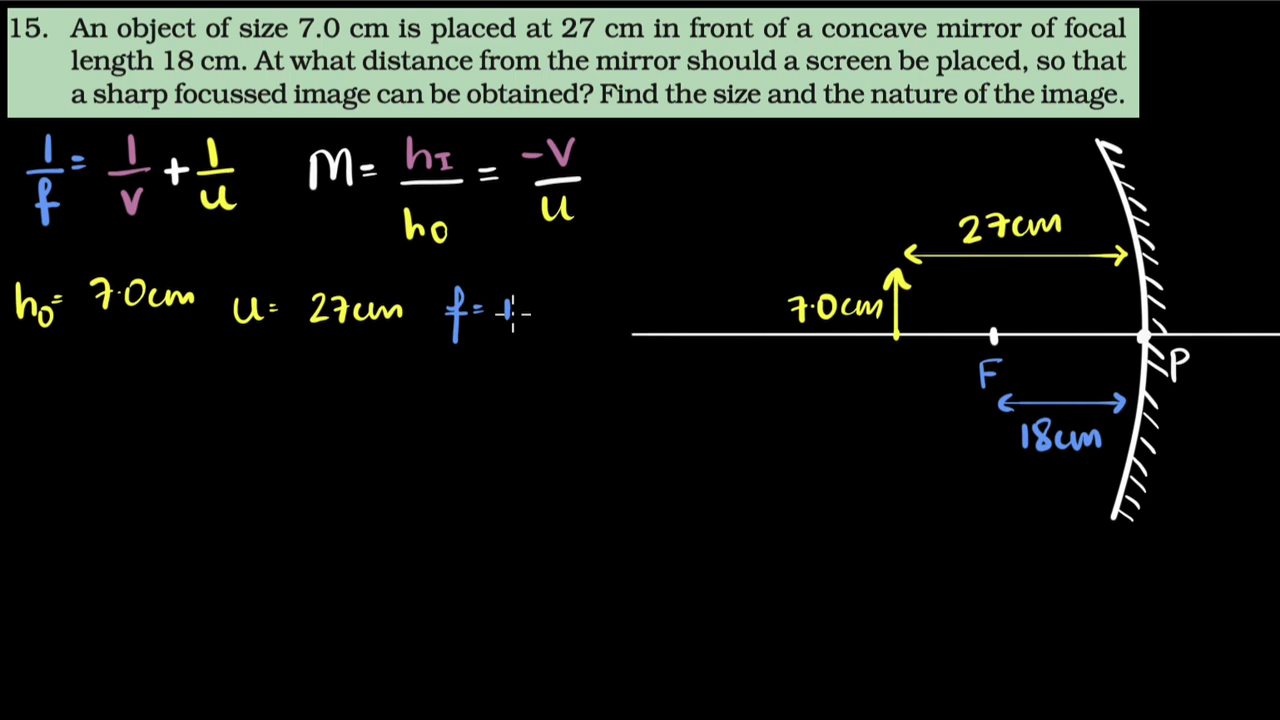 15. An object of size 7.0 cm is placed at 27 cm in front of a concave mirror of focal
length 18 cm. At what distance from the mirror should a screen be placed, so that
a sharp focussed image can be obtained? Find the size and the nature of the image.
1/f = 1/v + 1/u    M = hI/hO = -v/u
hO = 7.0cm u = 27cm f = 1
27cm
7.0cm
F
P
18cm